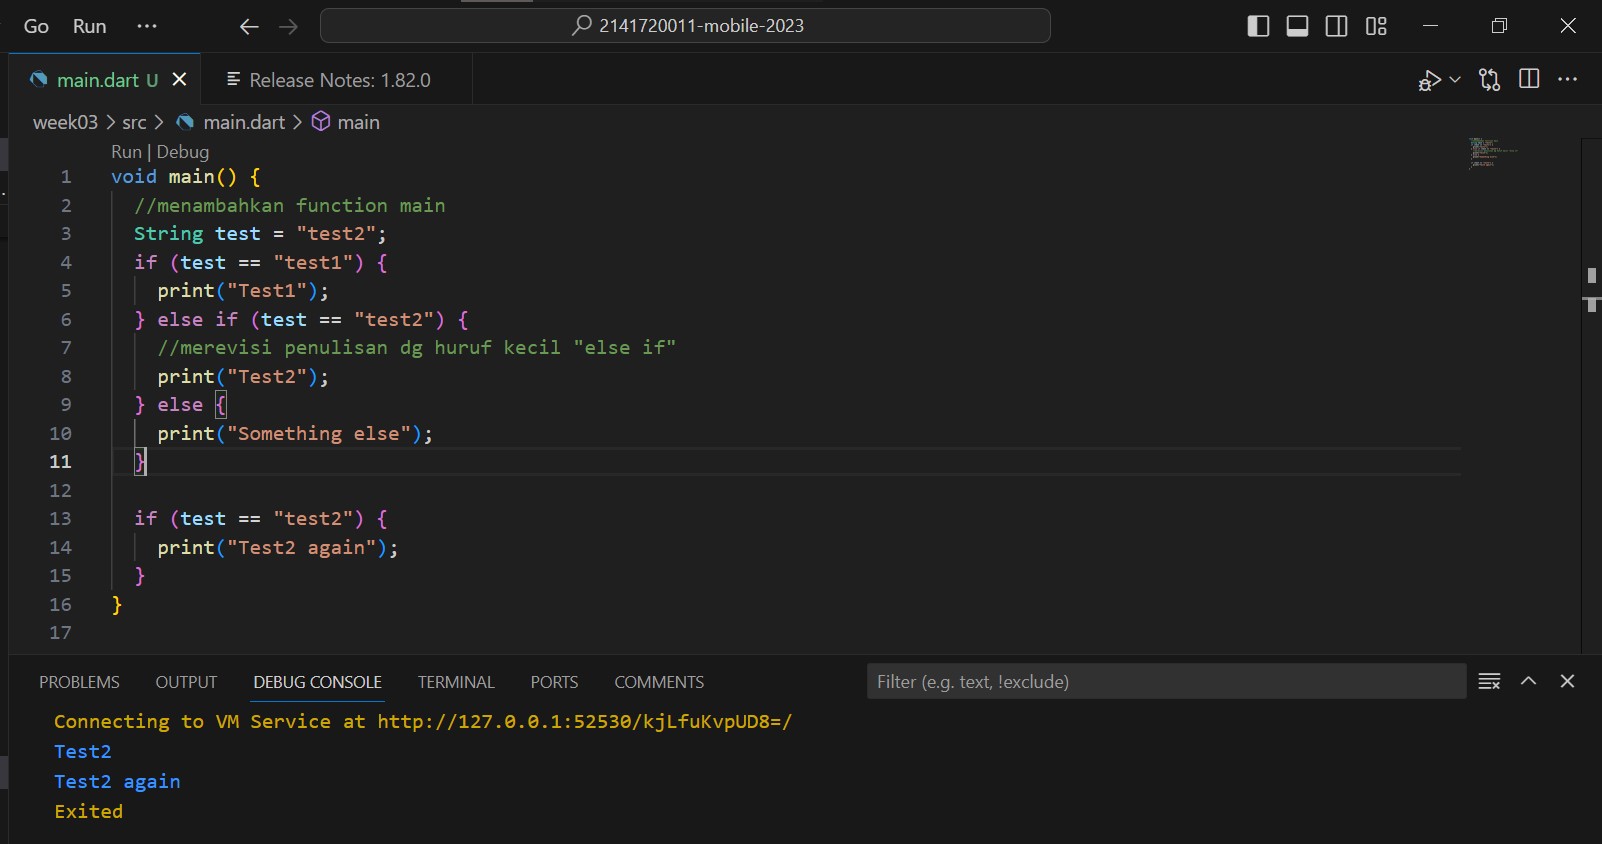 Go Run ··· 2141720011-mobile-2023
main.dart U Release Notes: 1.82.0
week03 > src > main.dart > main
Run | Debug
1 void main() {
2 //menambahkan function main
3 String test = "test2";
4 if (test == "test1") {
5 print("Test1");
6 } else if (test == "test2") {
7 //merevisi penulisan dg huruf kecil "else if"
8 print("Test2");
9 } else {
10 print("Something else");
11 }
12
13 if (test == "test2") {
14 print("Test2 again");
15 }
16 }
17
PROBLEMS OUTPUT DEBUG CONSOLE TERMINAL PORTS COMMENTS Filter (e.g. text, !exclude)
Connecting to VM Service at http://127.0.0.1:52530/kjLfuKvpUD8=/
Test2
Test2 again
Exited